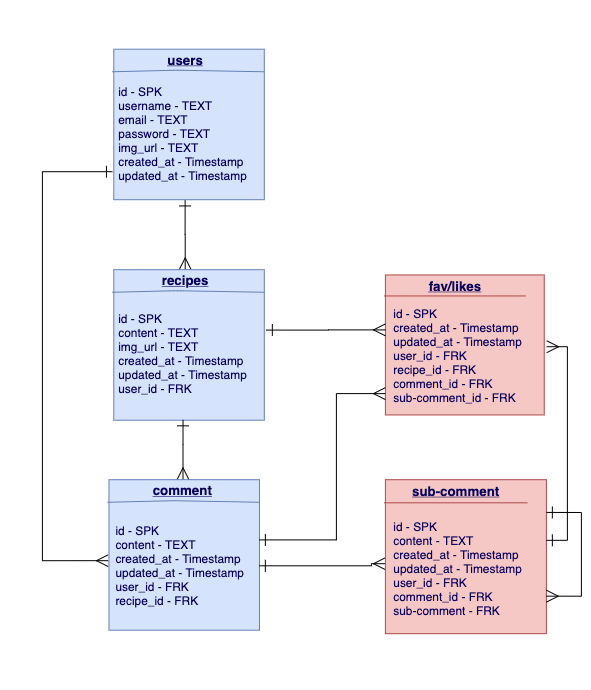 users
id - SPK
username - TEXT
email - TEXT
password - TEXT
img_url - TEXT
created_at - Timestamp
updated_at - Timestamp
recipes
id - SPK
content - TEXT
img_url - TEXT
created_at - Timestamp
updated_at - Timestamp
user_id - FRK
fav/likes
id - SPK
created_at - Timestamp
updated_at - Timestamp
user_id - FRK
recipe_id - FRK
comment_id - FRK
sub-comment_id - FRK
comment
id - SPK
content - TEXT
created_at - Timestamp
updated_at - Timestamp
user_id - FRK
recipe_id - FRK
sub-comment
id - SPK
content - TEXT
created_at - Timestamp
updated_at - Timestamp
user_id - FRK
comment_id - FRK
sub-comment - FRK